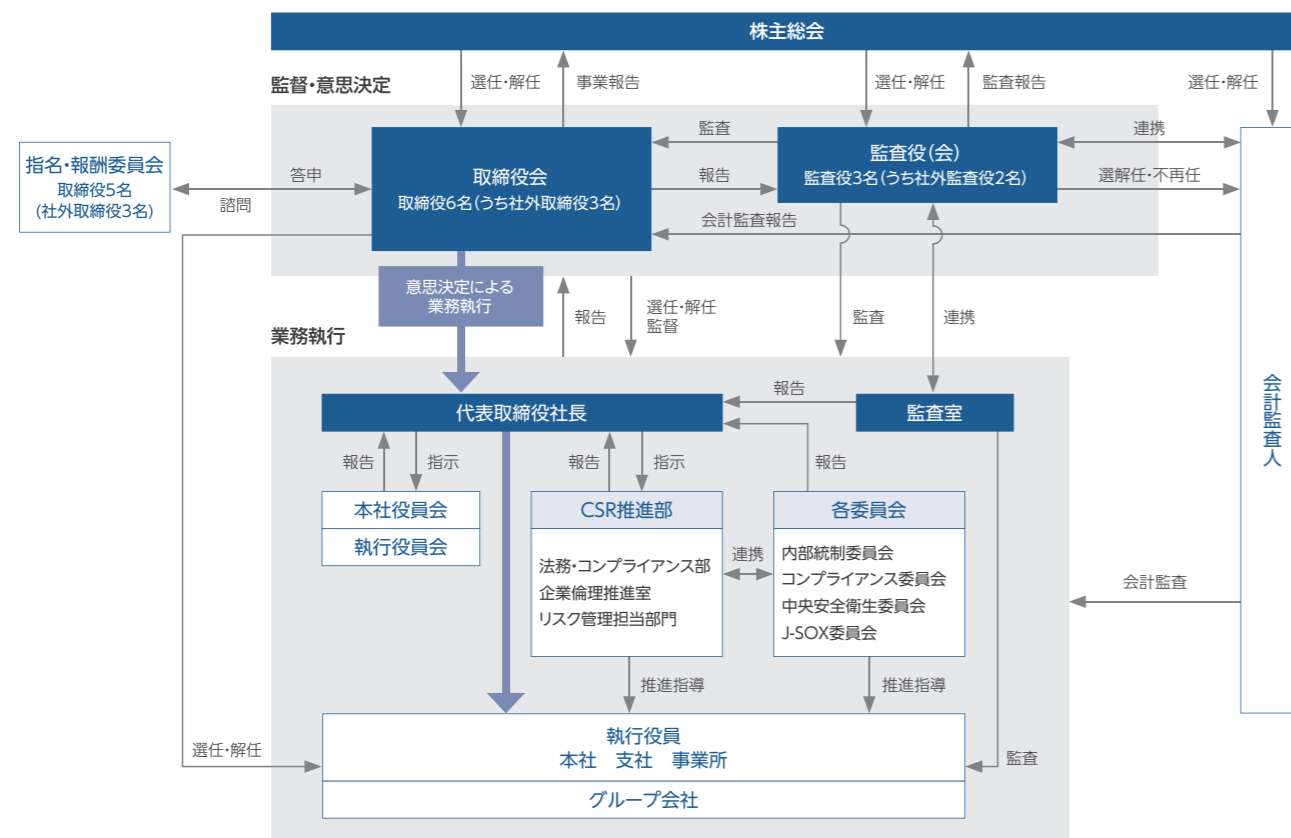 株主総会
監督・意思決定
選任・解任
事業報告
選任・解任
監査報告
選任・解任
指名・報酬委員会
取締役5名
(社外取締役3名)
答申
諮問
取締役会
取締役6名(うち社外取締役3名)
監査
報告
監査役(会)
監査役3名(うち社外監査役2名)
連携
選解任・不再任
会計監査報告
意思決定による
業務執行
報告
選任・解任
監督
監査
連携
業務執行
会計監査人
代表取締役社長
報告
監査室
報告
指示
報告
指示
報告
本社役員会
執行役員会
CSR推進部
法務・コンプライアンス部
企業倫理推進室
リスク管理担当部門
連携
各委員会
内部統制委員会
コンプライアンス委員会
中央安全衛生委員会
J-SOX委員会
会計監査
推進指導
推進指導
選任・解任
執行役員
本社　支社　事業所
監査
グループ会社